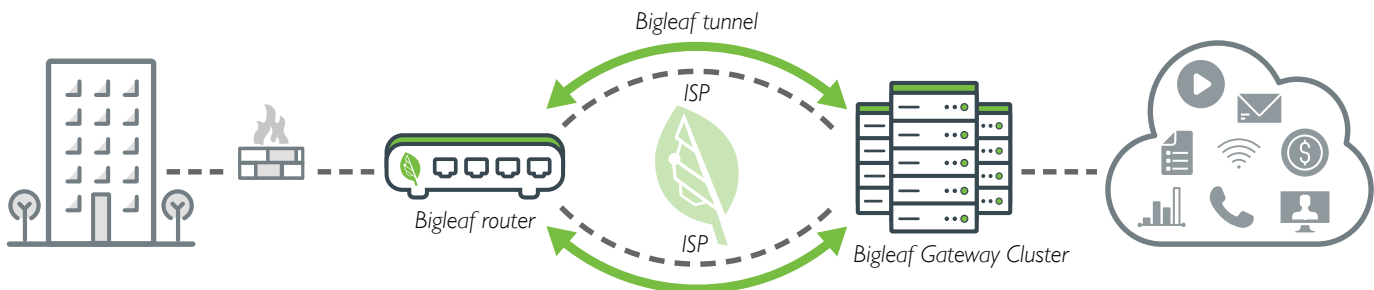 Bigleaf tunnel
ISP
$
Bigleaf router
ISP
Bigleaf Gateway Cluster